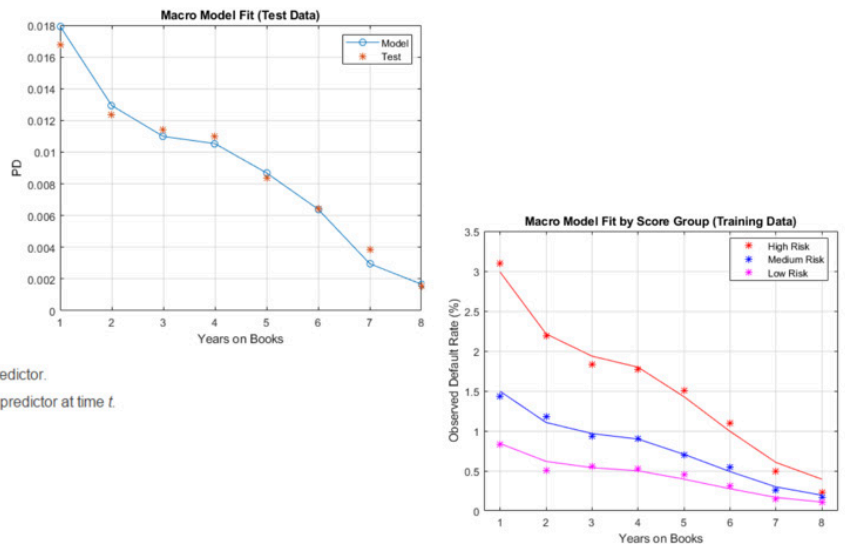 Macro Model Fit (Test Data)
0.018
0.016
0.014
0.012
0.01
0.008
0.006
0.004
0.002
0
PD
Model
Test
1 2 3 4 5 6 7 8
Years on Books
edictor.
predictor at time t.
Macro Model Fit by Score Group (Training Data)
3.5
3
2.5
2
1.5
1
0.5
0
Observed Default Rate (%)
High Risk
Medium Risk
Low Risk
1 2 3 4 5 6 7 8
Years on Books